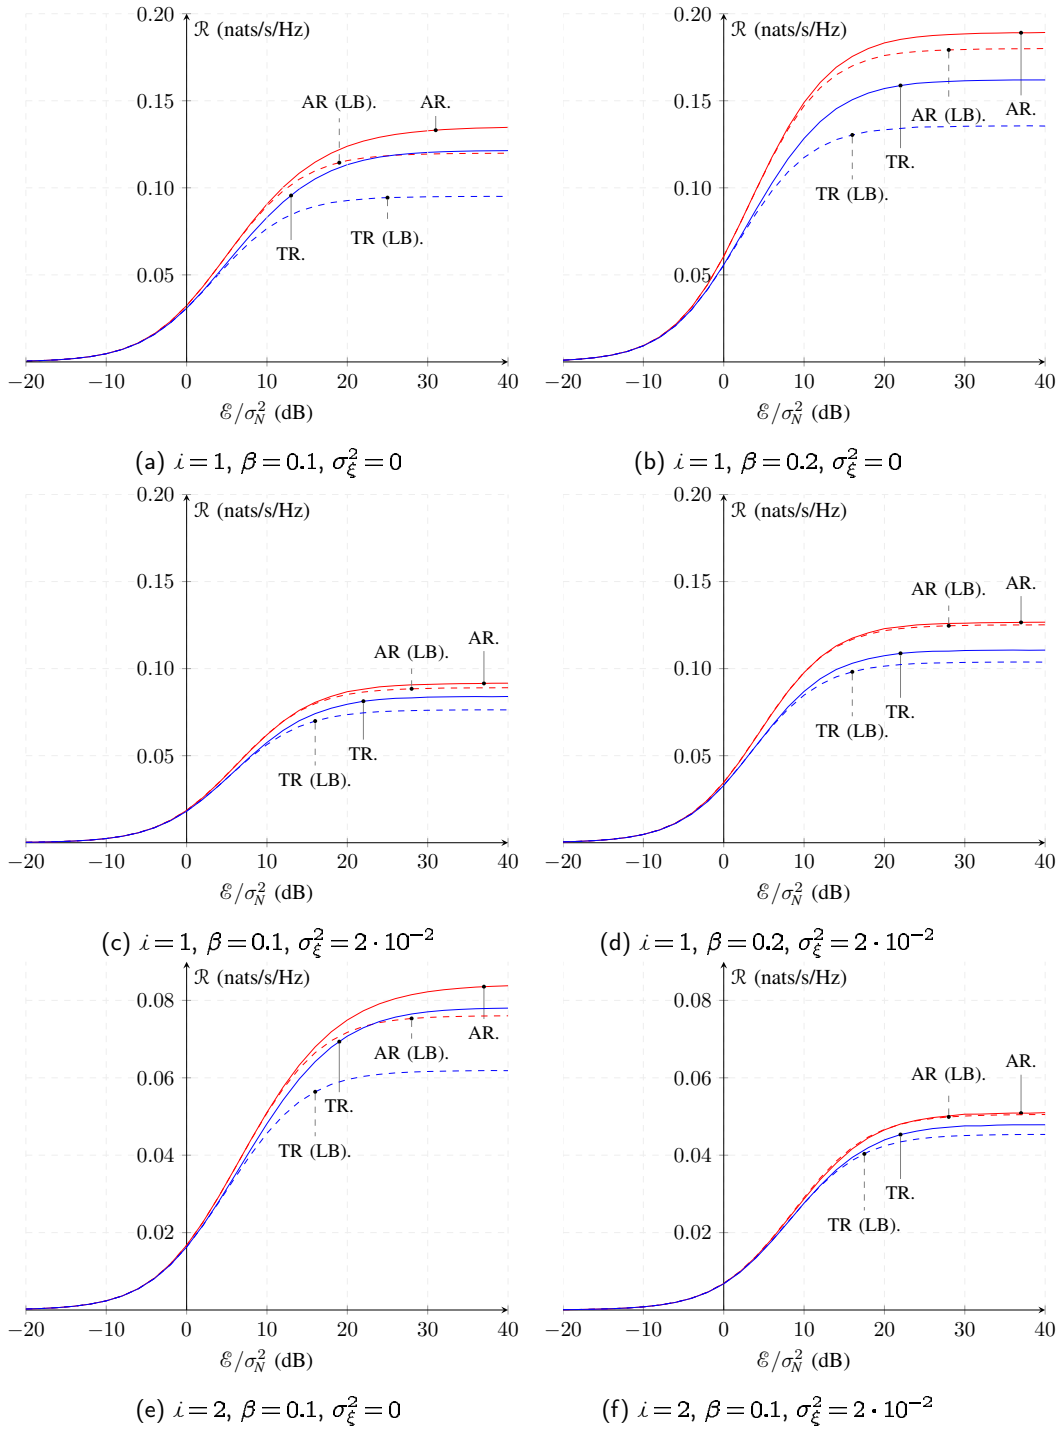 0.20
ℛ (nats/s/Hz)
0.15
AR (LB).
AR.
0.10
TR.
TR (LB).
0.05
−20 −10 0 10 20 30 40
ℰ/σ_N^2 (dB)
(a) i = 1, β = 0.1, σ_ξ^2 = 0
0.20
ℛ (nats/s/Hz)
0.15
AR (LB).
AR.
TR.
0.10
TR (LB).
0.05
−20 −10 0 10 20 30 40
ℰ/σ_N^2 (dB)
(b) i = 1, β = 0.2, σ_ξ^2 = 0
0.20
ℛ (nats/s/Hz)
0.15
0.10
AR (LB).
AR.
TR.
0.05
TR (LB).
−20 −10 0 10 20 30 40
ℰ/σ_N^2 (dB)
(c) i = 1, β = 0.1, σ_ξ^2 = 2 · 10^−2
0.20
ℛ (nats/s/Hz)
0.15
AR (LB).
AR.
0.10
TR.
TR (LB).
0.05
−20 −10 0 10 20 30 40
ℰ/σ_N^2 (dB)
(d) i = 1, β = 0.2, σ_ξ^2 = 2 · 10^−2
ℛ (nats/s/Hz)
0.08
AR.
AR (LB).
0.06
TR.
TR (LB).
0.04
0.02
−20 −10 0 10 20 30 40
ℰ/σ_N^2 (dB)
(e) i = 2, β = 0.1, σ_ξ^2 = 0
ℛ (nats/s/Hz)
0.08
0.06
AR (LB).
AR.
0.04
TR.
TR (LB).
0.02
−20 −10 0 10 20 30 40
ℰ/σ_N^2 (dB)
(f) i = 2, β = 0.1, σ_ξ^2 = 2 · 10^−2